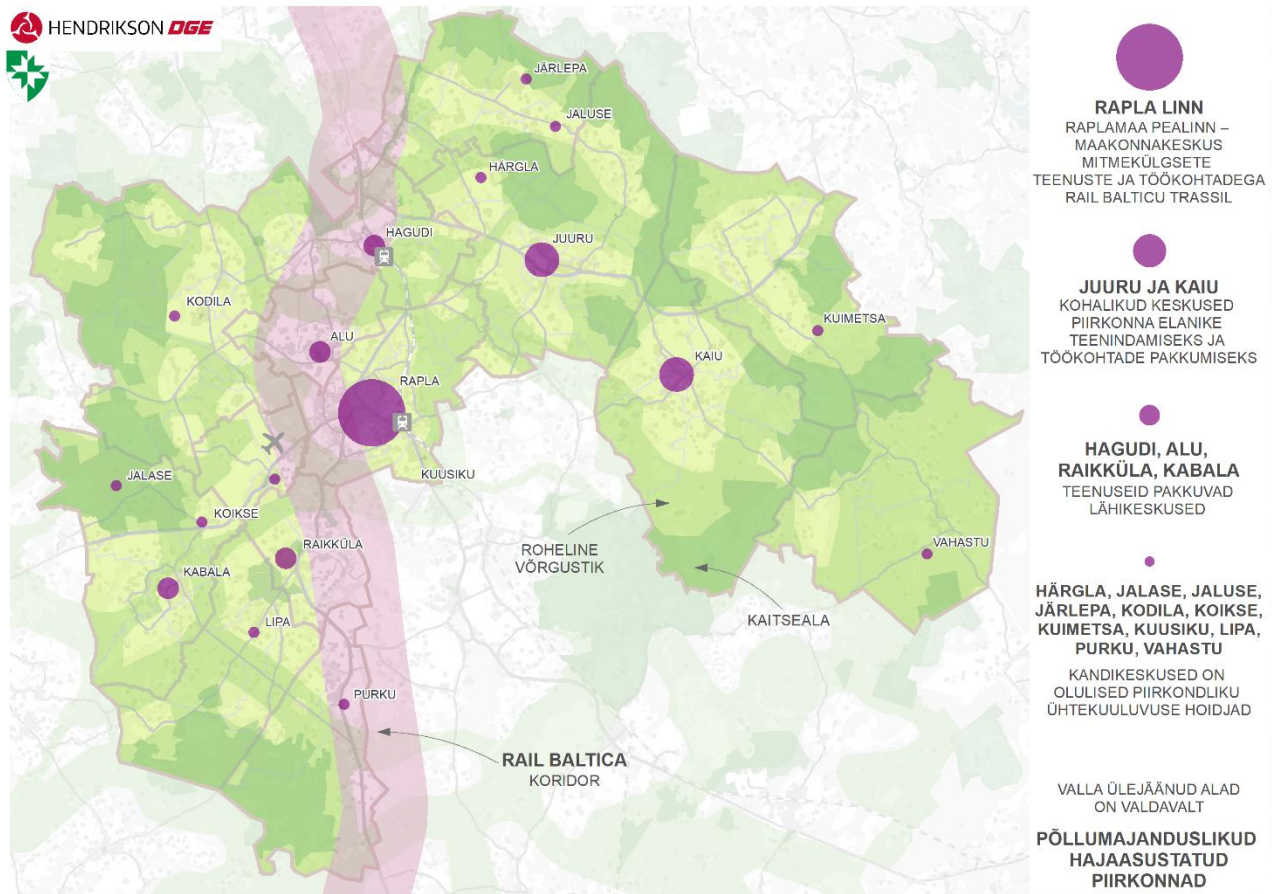 HENDRIKSON DGE
JÄRLEPA
JALUSE
HÄRGLA
HAGUDI
JUURU
KODILA
KUIMETSA
ALU
KAIU
RAPLA
KUUSIKU
JALASE
KOIKSE
ROHELINE
VÕRGUSTIK
RAIKKÜLA
VAHASTU
KABALA
KAITSEALA
LIPA
PURKU
RAIL BALTICA
KORIDOR
RAPLA LINN
RAPLAMAA PEALINN –
MAAKONNAKESKUS
MITMEKÜLGSETE
TEENUSTE JA TÖÖKOHTADEGA
RAIL BALTICU TRASSIL
JUURU JA KAIU
KOHALIKUD KESKUSED
PIIRKONNA ELANIKE
TEENINDAMISEKS JA
TÖÖKOHTADE PAKKUMISEKS
HAGUDI, ALU,
RAIKKÜLA, KABALA
TEENUSEID PAKKUVAD
LÄHIKESKUSED
HÄRGLA, JALASE, JALUSE,
JÄRLEPA, KODILA, KOIKSE,
KUIMETSA, KUUSIKU, LIPA,
PURKU, VAHASTU
KANDIKESKUSED ON
OLULISED PIIRKONDLIKU
ÜHTEKUULUVUSE HOIDJAD
VALLA ÜLEJÄÄNUD ALAD
ON VALDAVALT
PÕLLUMAJANDUSLIKUD
HAJAASUSTATUD
PIIRKONNAD